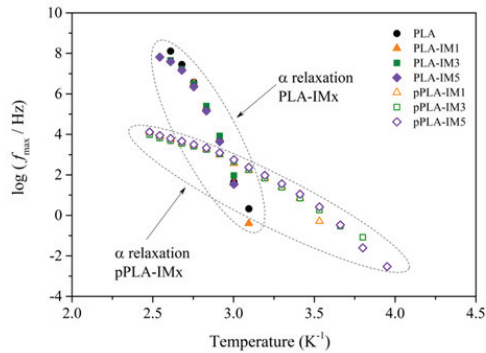 10
8
6
4
2
0
-2
-4
2.0
2.5
3.0
3.5
4.0
4.5
log (f_max / Hz)
Temperature (K⁻¹)
PLA
PLA-IM1
PLA-IM3
PLA-IM5
pPLA-IM1
pPLA-IM3
pPLA-IM5
α relaxation
PLA-IMx
α relaxation
pPLA-IMx